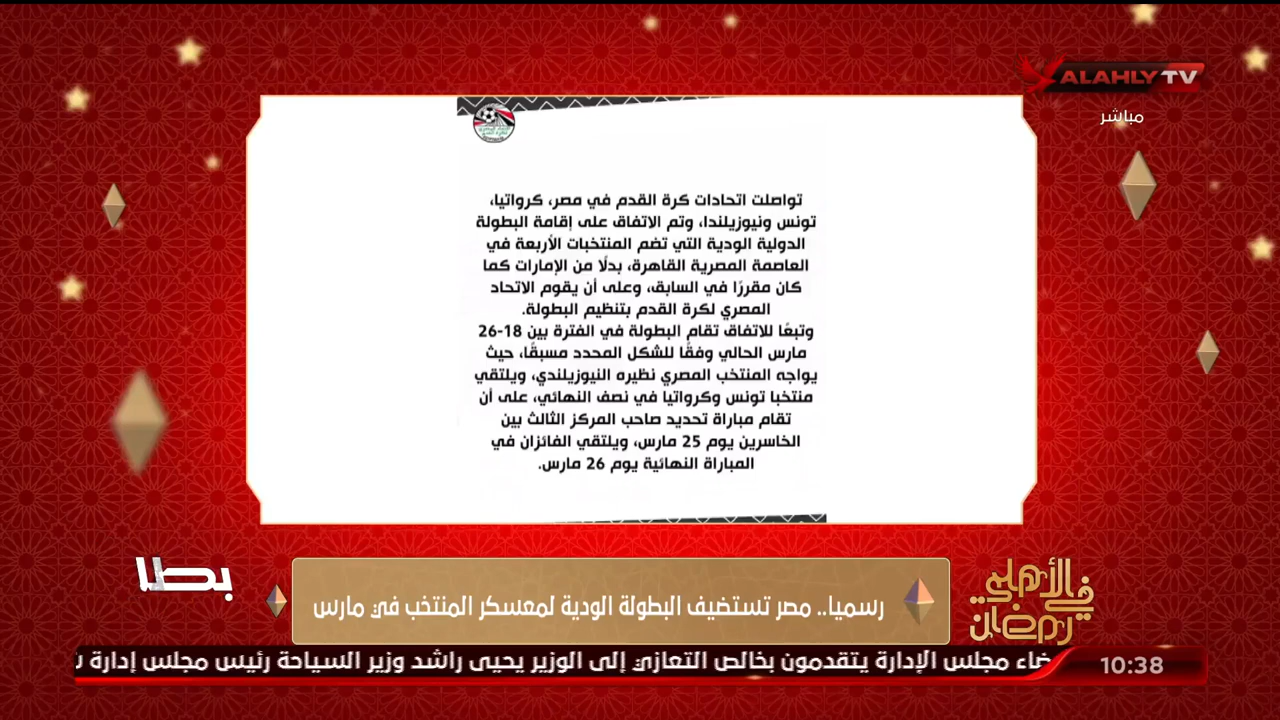 ALAHLY TV
مباشر
تواصلت اتحادات كرة القدم في مصر، كرواتيا،
تونس ونيوزيلندا، وتم الاتفاق على إقامة البطولة
الدولية الودية التي تضم المنتخبات الأربعة في
العاصمة المصرية القاهرة، بدلًا من الإمارات كما
كان مقررًا في السابق، وعلى أن يقوم الاتحاد
المصري لكرة القدم بتنظيم البطولة.
وتبعًا للاتفاق تقام البطولة في الفترة بين 18-26
مارس الحالي وفقًا للشكل المحدد مسبقًا، حيث
يواجه المنتخب المصري نظيره النيوزيلندي، ويلتقي
منتخبا تونس وكرواتيا في نصف النهائي، على أن
تقام مباراة تحديد صاحب المركز الثالث بين
الخاسرين يوم 25 مارس، ويلتقي الفائزان في
المباراة النهائية يوم 26 مارس.
الأهلي
في
رمضان
رسميا.. مصر تستضيف البطولة الودية لمعسكر المنتخب في مارس
بطا
10:38
ضاء مجلس الإدارة يتقدمون بخالص التعازي إلى الوزير يحيى راشد وزير السياحة رئيس مجلس إدارة